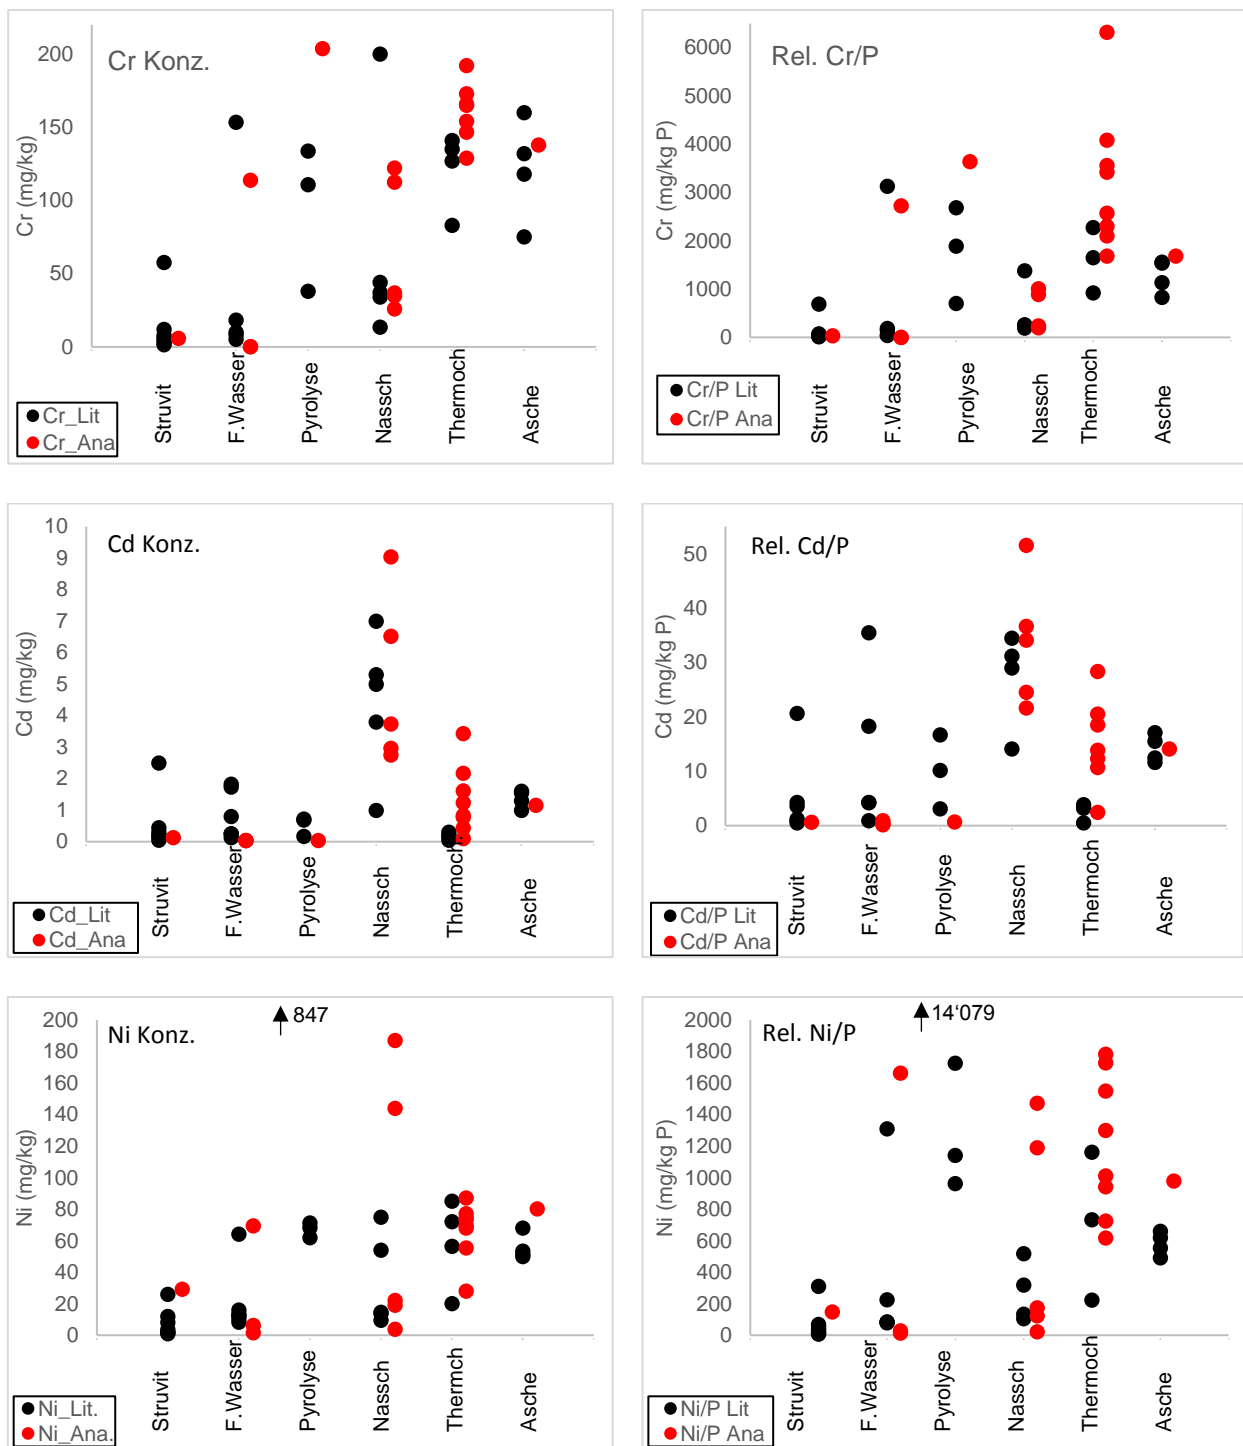 Cr Konz.
Cr (mg/kg)
200
150
100
50
0
Struvit
F.Wasser
Pyrolyse
Nassch
Thermoch
Asche
Cr_Lit
Cr_Ana
Rel. Cr/P
Cr (mg/kg P)
6000
5000
4000
3000
2000
1000
0
Struvit
F.Wasser
Pyrolyse
Nassch
Thermoch
Asche
Cr/P Lit
Cr/P Ana
Cd Konz.
Cd (mg/kg)
10
9
8
7
6
5
4
3
2
1
0
Struvit
F.Wasser
Pyrolyse
Nassch
Thermoch
Asche
Cd_Lit
Cd_Ana
Rel. Cd/P
Cd (mg/kg P)
50
40
30
20
10
0
Struvit
F.Wasser
Pyrolyse
Nassch
Thermoch
Asche
Cd/P Lit
Cd/P Ana
847
Ni Konz.
Ni (mg/kg)
200
180
160
140
120
100
80
60
40
20
0
Struvit
F.Wasser
Pyrolyse
Nassch
Thermch
Asche
Ni_Lit.
Ni_Ana.
14‘079
Rel. Ni/P
Ni (mg/kg P)
2000
1800
1600
1400
1200
1000
800
600
400
200
0
Struvit
F.Wasser
Pyrolyse
Nassch
Thermoch
Asche
Ni/P Lit
Ni/P Ana